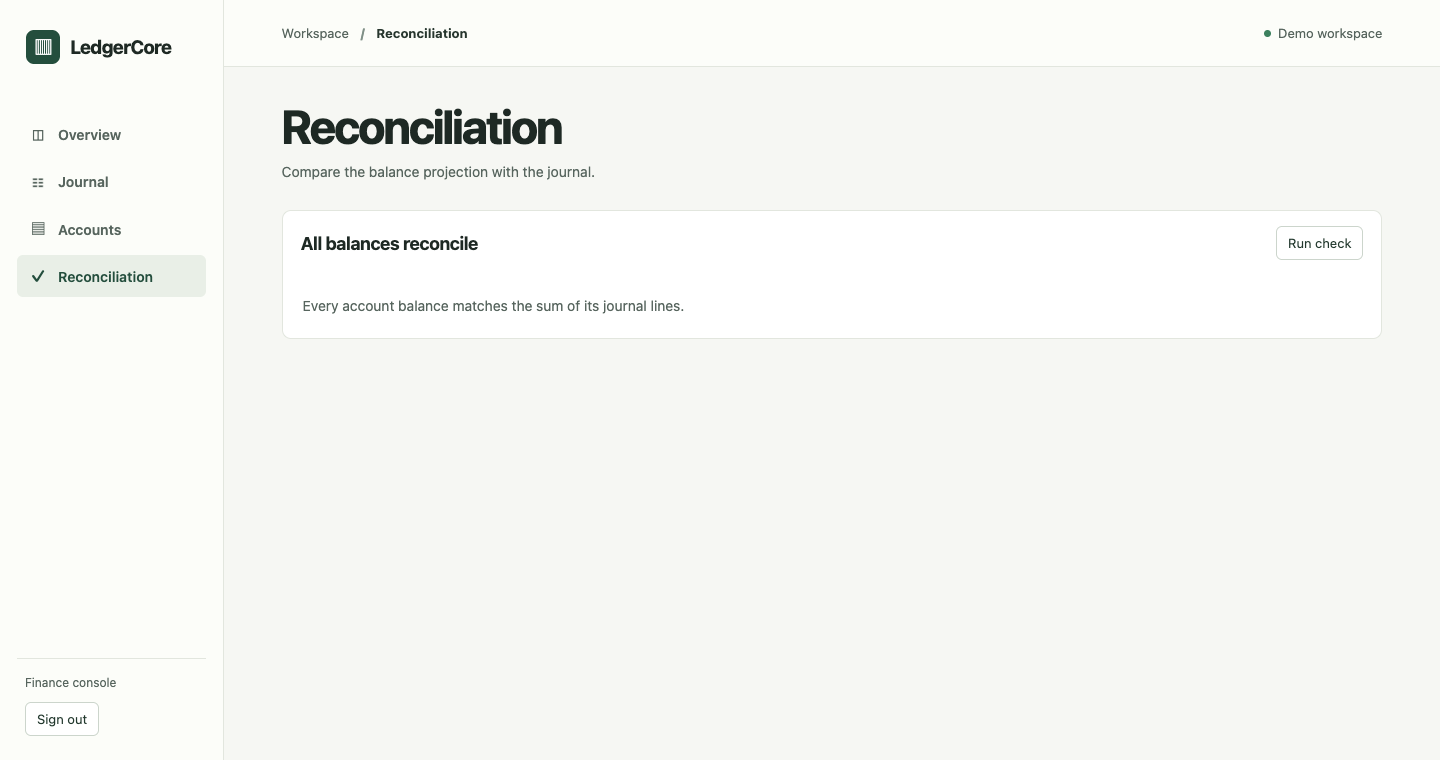 LedgerCore
Workspace / Reconciliation
Demo workspace
Overview
Journal
Accounts
Reconciliation
Reconciliation
Compare the balance projection with the journal.
All balances reconcile
Run check
Every account balance matches the sum of its journal lines.
Finance console
Sign out